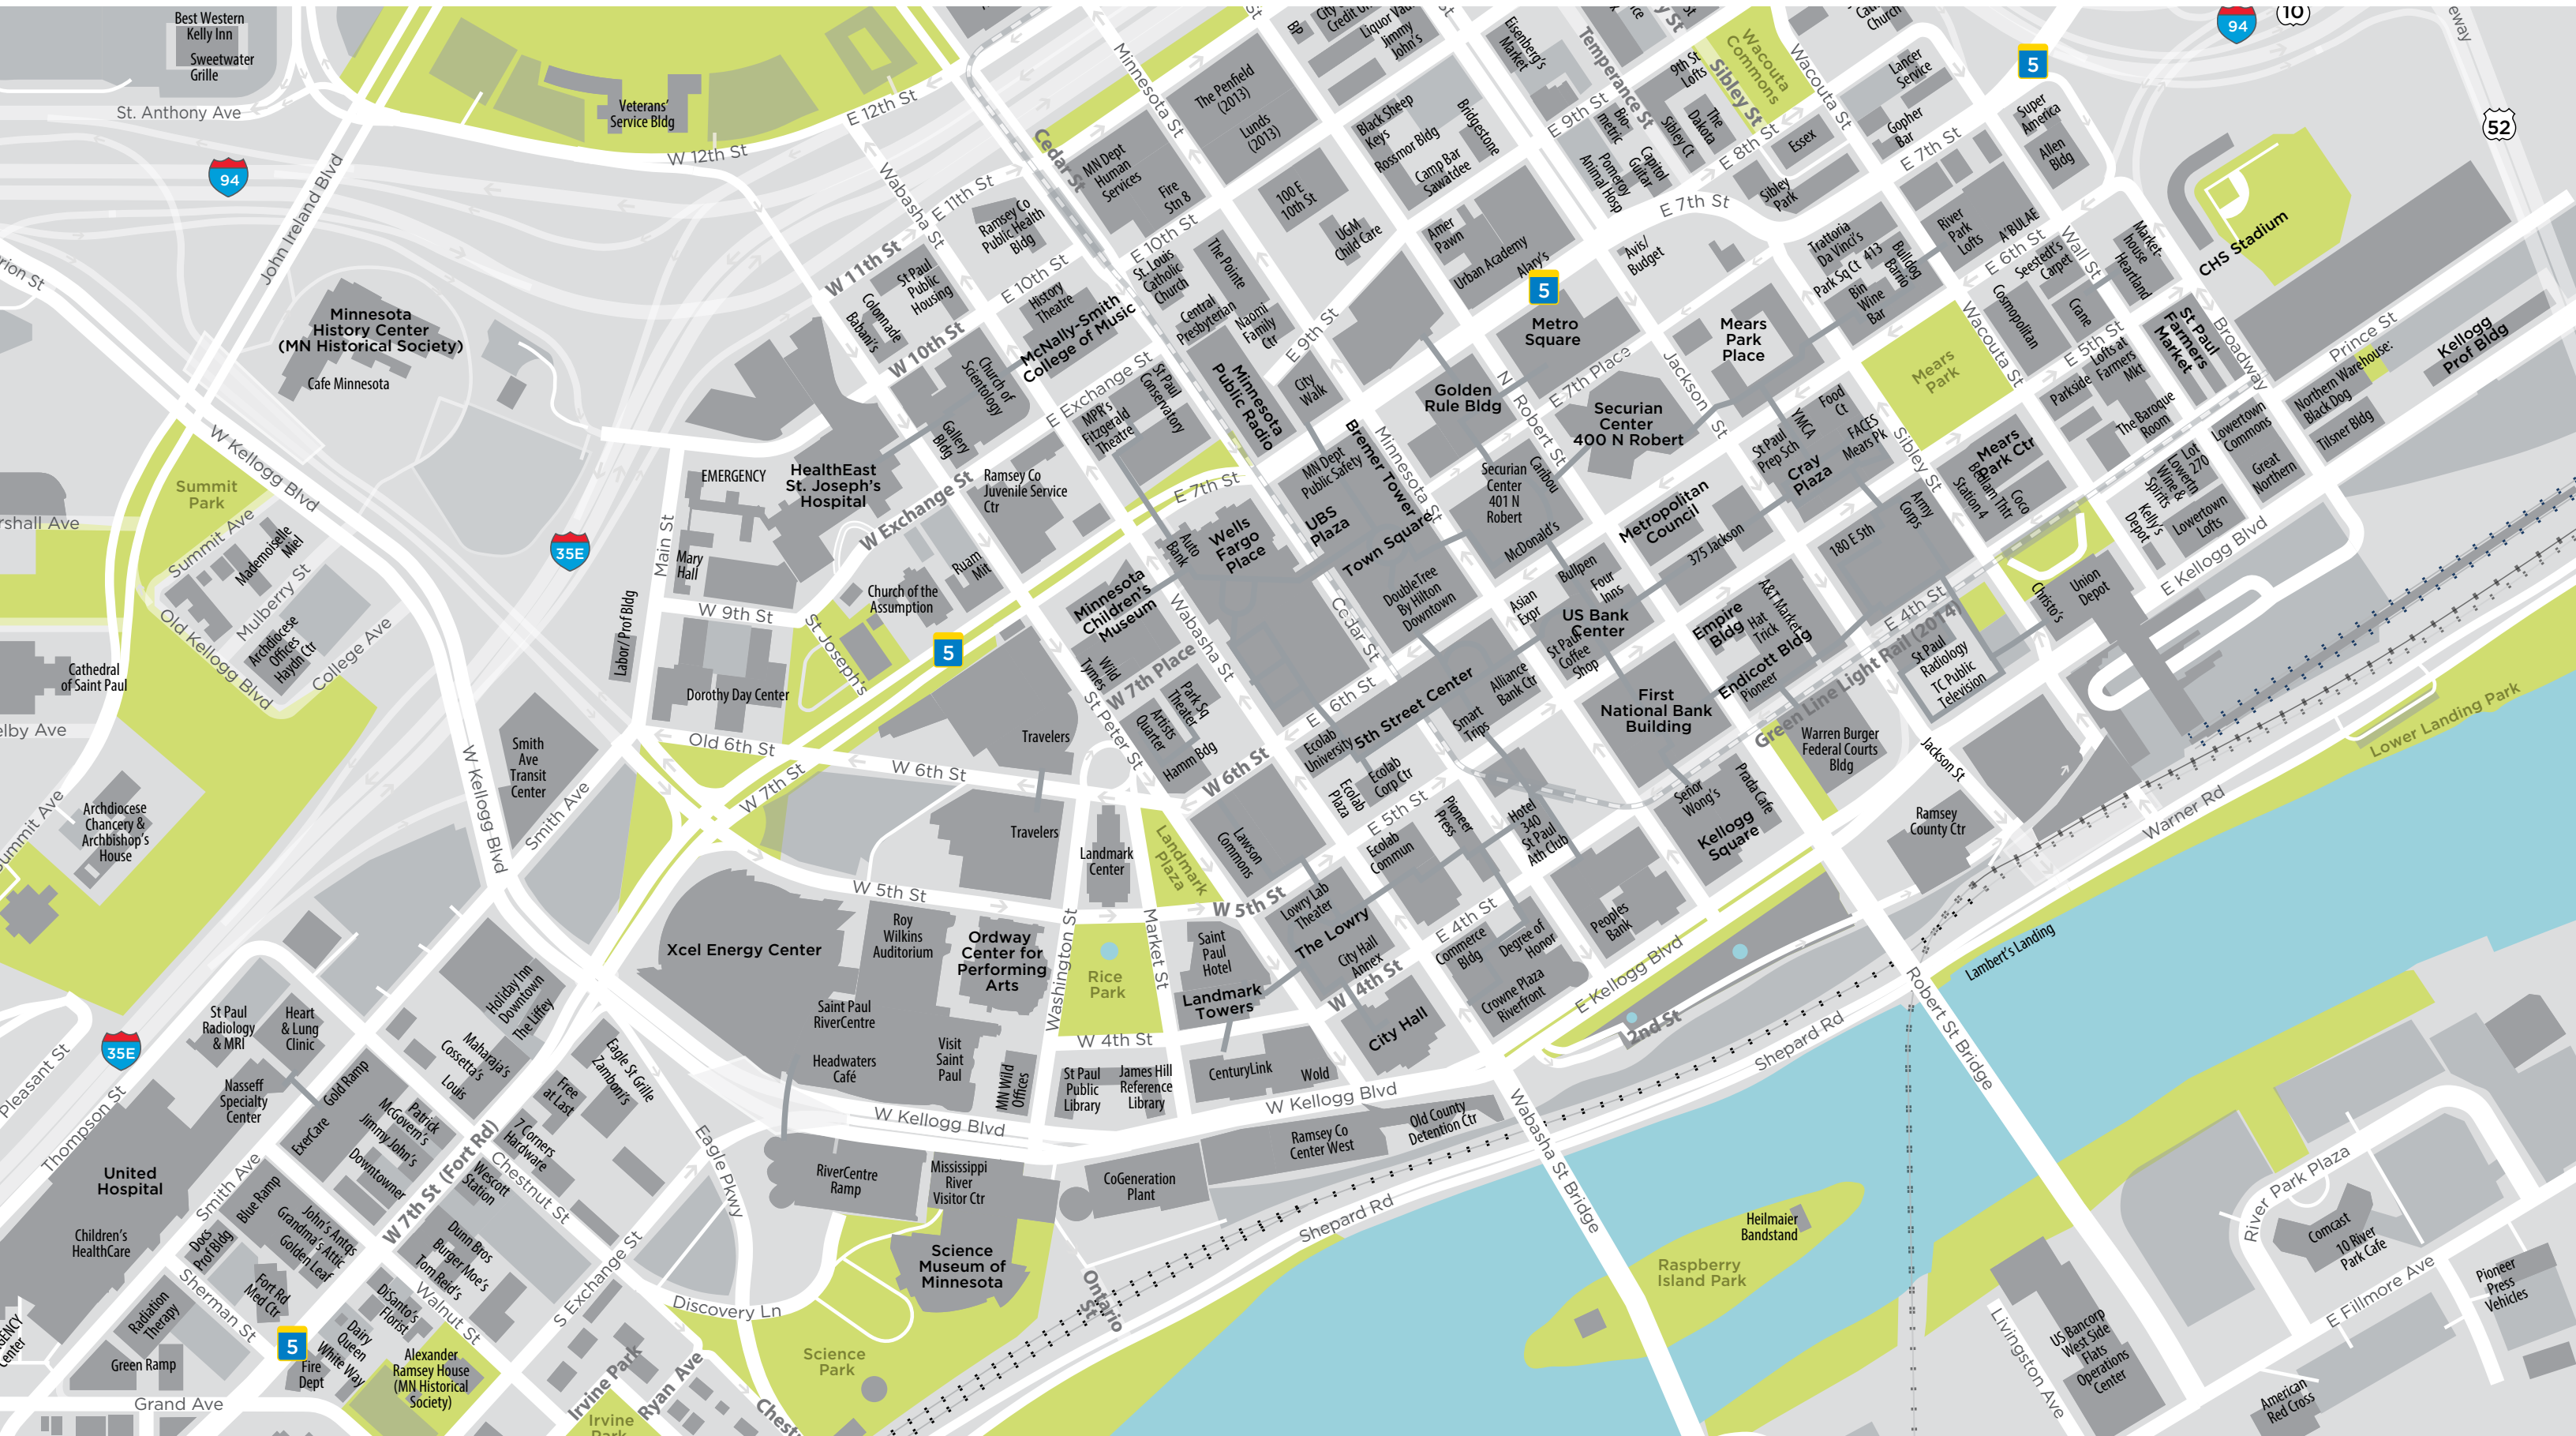 Best Western
Kelly Inn
Sweetwater
Grille
St. Anthony Ave
94
John Ireland Blvd
Veterans'
Service Bldg
W 12th St
E 12th St
Minnesota
History Center
(MN Historical Society)
Cafe Minnesota
W Kellogg Blvd
Summit
Park
Summit Ave
Mademoiselle
Miel
Mulberry St
Old Kellogg Blvd
Archdiocese
Offices
Haydn Ctr
College Ave
Cathedral
of Saint Paul
Archdiocese
Chancery &
Archbishop's
House
35E
Smith
Ave
Transit
Center
Smith Ave
W Kellogg Blvd
Labor/Prof Bldg
Main St
EMERGENCY
HealthEast
St. Joseph's
Hospital
Mary
Hall
W 9th St
Dorothy Day Center
St Joseph's
Church of the
Assumption
Ruam
Mit
5
Old 6th St
W 7th St
W 6th St
W 5th St
Travelers
Travelers
Landmark
Center
Landmark
Plaza
Wabasha St
E 11th St
W 11th St
Ramsey Co
Public Health
Bldg
St Paul
Public
Housing
Colonnade
Babani's
W 10th St
E 10th St
History
Theatre
McNally-Smith
College of Music
Church of
Scientology
Gallery
Bldg
E Exchange St
W Exchange St
Ramsey Co
Juvenile Service
Ctr
MPR's
Fitzgerald
Theatre
St Paul
Conservatory
E 7th St
Cedar St
Minnesota St
MN Dept
Human
Services
Fire
Stn 8
E 10th St
St. Louis
Catholic
Church
The Pointe
Central
Presbyterian
Naomi
Family
Ctr
Minnesota
Public Radio
E 9th St
City
Walk
The Penfield
(2013)
Lunds
(2013)
100 E
10th St
UGM
Child Care
BP
Jimmy
John's
Black Sheep
Keys
Rossmor Bldg
Camp Bar
Sawatdee
Bridgestone
Eisenberg's
Market
Amer
Pawn
Urban Academy
Alary's
5
Metro
Square
Temperance St
9th St
Lofts
Sibley St
Wacouta
Commons
Wacouta St
E 9th St
Bio-
metric
Sibley Ct
The
Dakota
Capitol
Guitar
Pomeroy
Animal Hosp
E 8th St
Essex
E 7th St
Sibley
Park
Avis/
Budget
Church
Lancer
Service
Gopher
Bar
E 7th St
Super
America
Allen
Bldg
5
94
10
52
CHS Stadium
Trattoria
Da Vinci's
Park Sq Ct
413
Bulldog
Barrio
Bin
Wine
Bar
River
Park
Lofts
A'BULAE
E 6th St
Seestedt's
Carpet
Wall St
Market-
house
Heartland
Cosmopolitan
Crane
St Paul
Farmers
Market
Broadway
Prince St
Kellogg
Prof Bldg
Mears
Park
Wacouta St
E 5th St
Lofts at
Farmers
Mkt
Parkside
The Baroque
Room
Northern Warehouse:
Black Dog
Tilsner Bldg
Lowertown
Commons
Great
Northern
Lot
270
Lowertn
Wine &
Spirits
Kelly's
Depot
Lowertown
Lofts
E Kellogg Blvd
Golden
Rule Bldg
N Robert St
E 7th Place
Jackson St
Mears
Park
Place
Securian
Center
400 N Robert
Securian
Center
401 N
Robert
Caribou
McDonald's
MN Dept
Public Safety
Bremer Tower
UBS
Plaza
Town Square
Minnesota St
Wells
Fargo
Place
Auto
Bank
Minnesota
Children's
Museum
Wabasha St
DoubleTree
By Hilton
Downtown
Cedar St
Wild
Tymes
W 7th Place
St Peter St
Park Sq
Theater
Artists
Quarter
Hamm Bdg
W 6th St
E 6th St
5th Street Center
Ecolab
University
Ecolab
Plaza
Ecolab
Corp Ctr
Smart
Trips
Alliance
Bank Ctr
Asian
Expr
Bullpen
Four
Inns
US Bank
Center
St Paul
Coffee
Shop
Metropolitan
Council
375 Jackson
St Paul
Prep Sch
YMCA
Food
Ct
FACES
Mears Pk
Cray
Plaza
Sibley St
Mears
Park Ctr
Station 4
Coco
Army
Corps
180 E 5th
Empire
Bldg
Hat
Trick
A&T Market
Endicott Bldg
Pioneer
E 4th St
Green Line Light Rail (2014)
St Paul
Radiology
TC Public
Television
Christo's
Union
Depot
First
National Bank
Building
Warren Burger
Federal Courts
Bldg
Jackson St
Ramsey
County Ctr
Señor
Wong's
Prada Cafe
Kellogg
Square
Lawson
Commons
E 5th St
Ecolab
Commun
Pioneer
Press
Hotel
340
St Paul
Ath Club
W 5th St
Lowry Lab
Theater
The Lowry
City Hall
Annex
E 4th St
W 4th St
Commerce
Bldg
Degree of
Honor
Crowne Plaza
Riverfront
Peoples
Bank
City Hall
E Kellogg Blvd
2nd St
Shepard Rd
Warner Rd
Lower Landing Park
Lambert's Landing
Robert St Bridge
Xcel Energy Center
Roy
Wilkins
Auditorium
Ordway
Center for
Performing
Arts
Washington St
Rice
Park
Market St
Saint
Paul
Hotel
Landmark
Towers
Saint Paul
RiverCentre
Headwaters
Café
Visit
Saint
Paul
MN Wild
Offices
W 4th St
St Paul
Public
Library
James Hill
Reference
Library
CenturyLink
Wold
W Kellogg Blvd
W Kellogg Blvd
RiverCentre
Ramp
Mississippi
River
Visitor Ctr
CoGeneration
Plant
Ramsey Co
Center West
Old County
Detention Ctr
Shepard Rd
Wabasha St Bridge
Science
Museum of
Minnesota
Ontario
St
Science
Park
Eagle Pkwy
Discovery Ln
Holiday Inn
Downtown
The Liffey
St Paul
Radiology
& MRI
Heart
& Lung
Clinic
35E
Pleasant St
Thompson St
Nasseff
Specialty
Center
Gold Ramp
ExerCare
Maharaja's
Cossetta's
Louis
Eagle St Grille
Zamboni's
Free
at Last
7 Corners
Hardware
Patrick
McGovern's
Jimmy John's
Downtowner
W 7th St (Fort Rd)
Wescott
Station
Chestnut St
United
Hospital
Children's
HealthCare
Smith Ave
Blue Ramp
Docs
Prof Bldg
John's Antqs
Grandma's Attic
Golden Leaf
Dunn Bros
Burger Moe's
Tom Reid's
Walnut St
S Exchange St
Sherman St
Fort Rd
Med Ctr
Radiation
Therapy
Green Ramp
5
Fire
Dept
Dairy
Queen
White Way
DiSanto's
Florist
Alexander
Ramsey House
(MN Historical
Society)
Grand Ave
Irvine Park
Ryan Ave
Irvine
Heilmaier
Bandstand
Raspberry
Island Park
River Park Plaza
Comcast
10 River
Park Cafe
E Fillmore Ave
Pioneer
Press
Vehicles
Livingston Ave
US Bancorp
West Side
Flats
Operations
Center
American
Red Cross